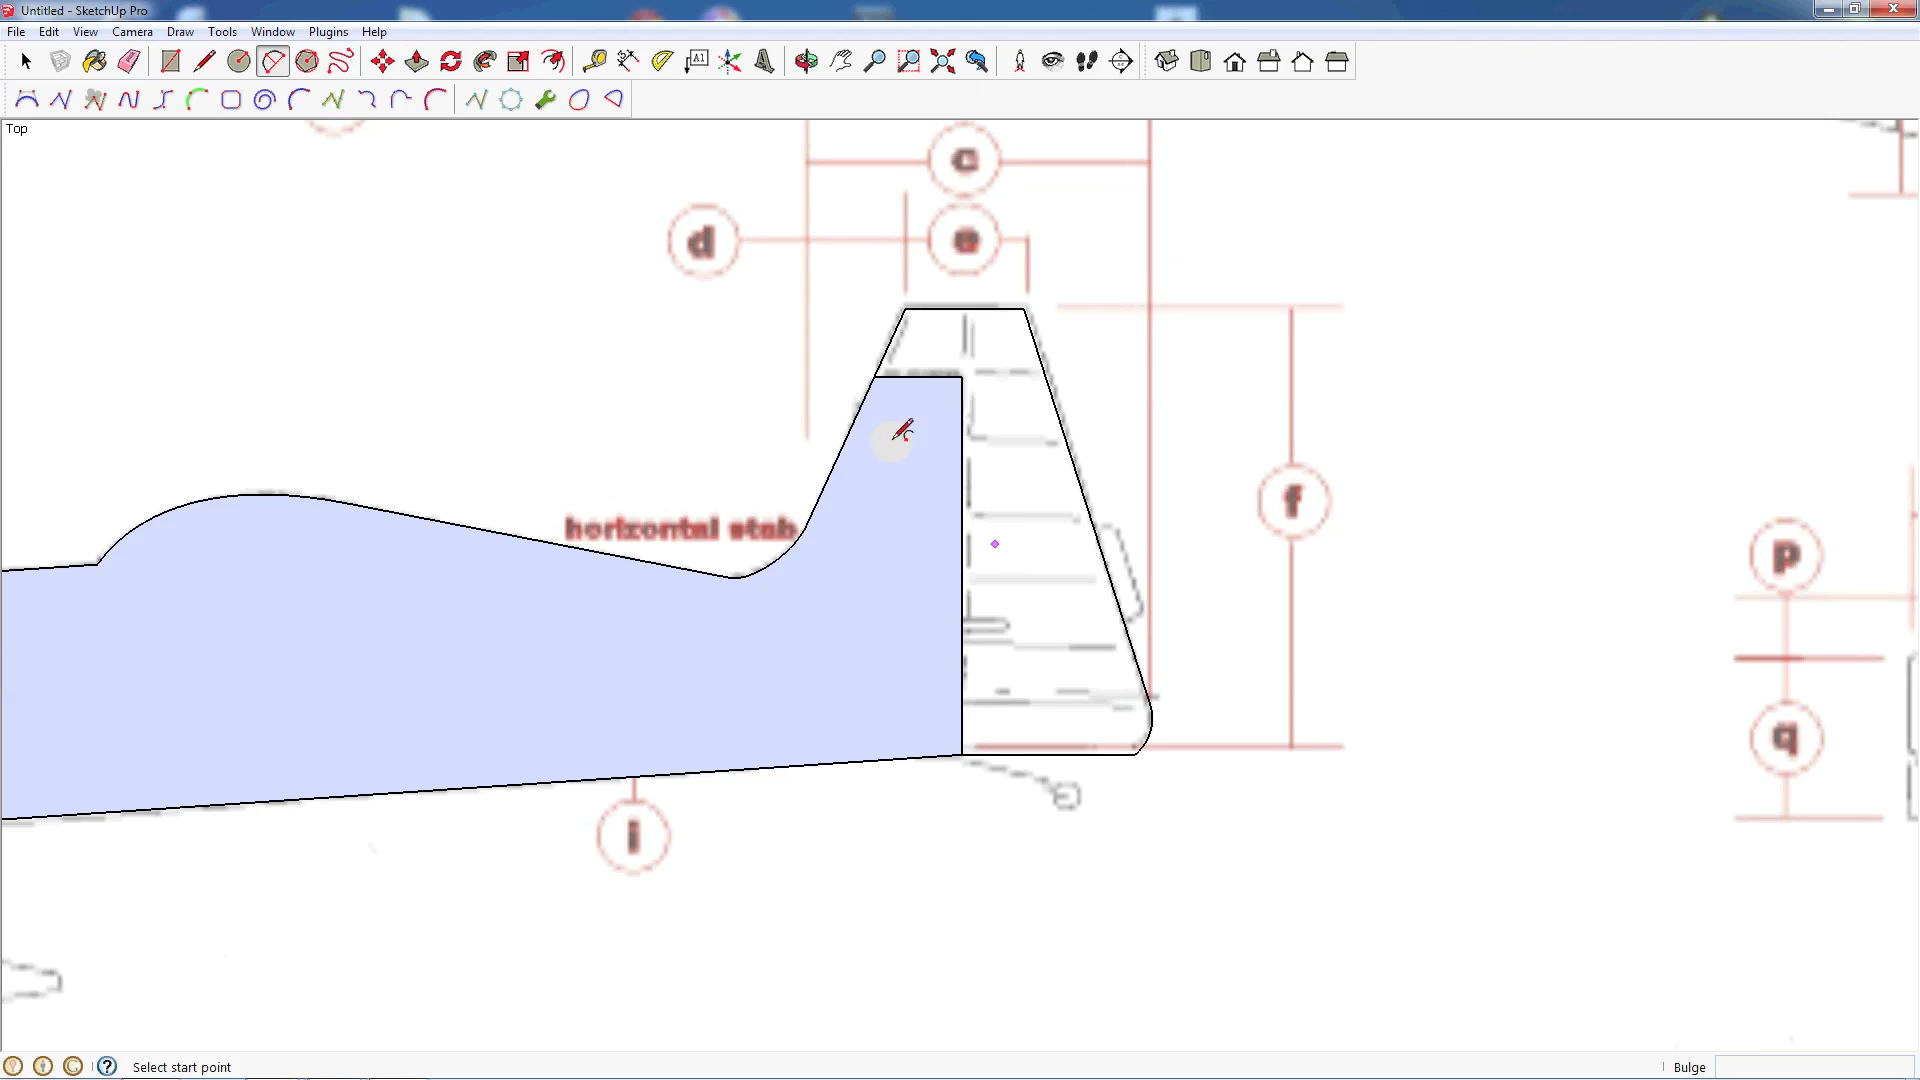 Untitled - SketchUp Pro
File Edit View Camera Draw Tools Window Plugins Help
A1
Top
c
d
e
f
horizontal stab
p
q
i
Select start point
Bulge